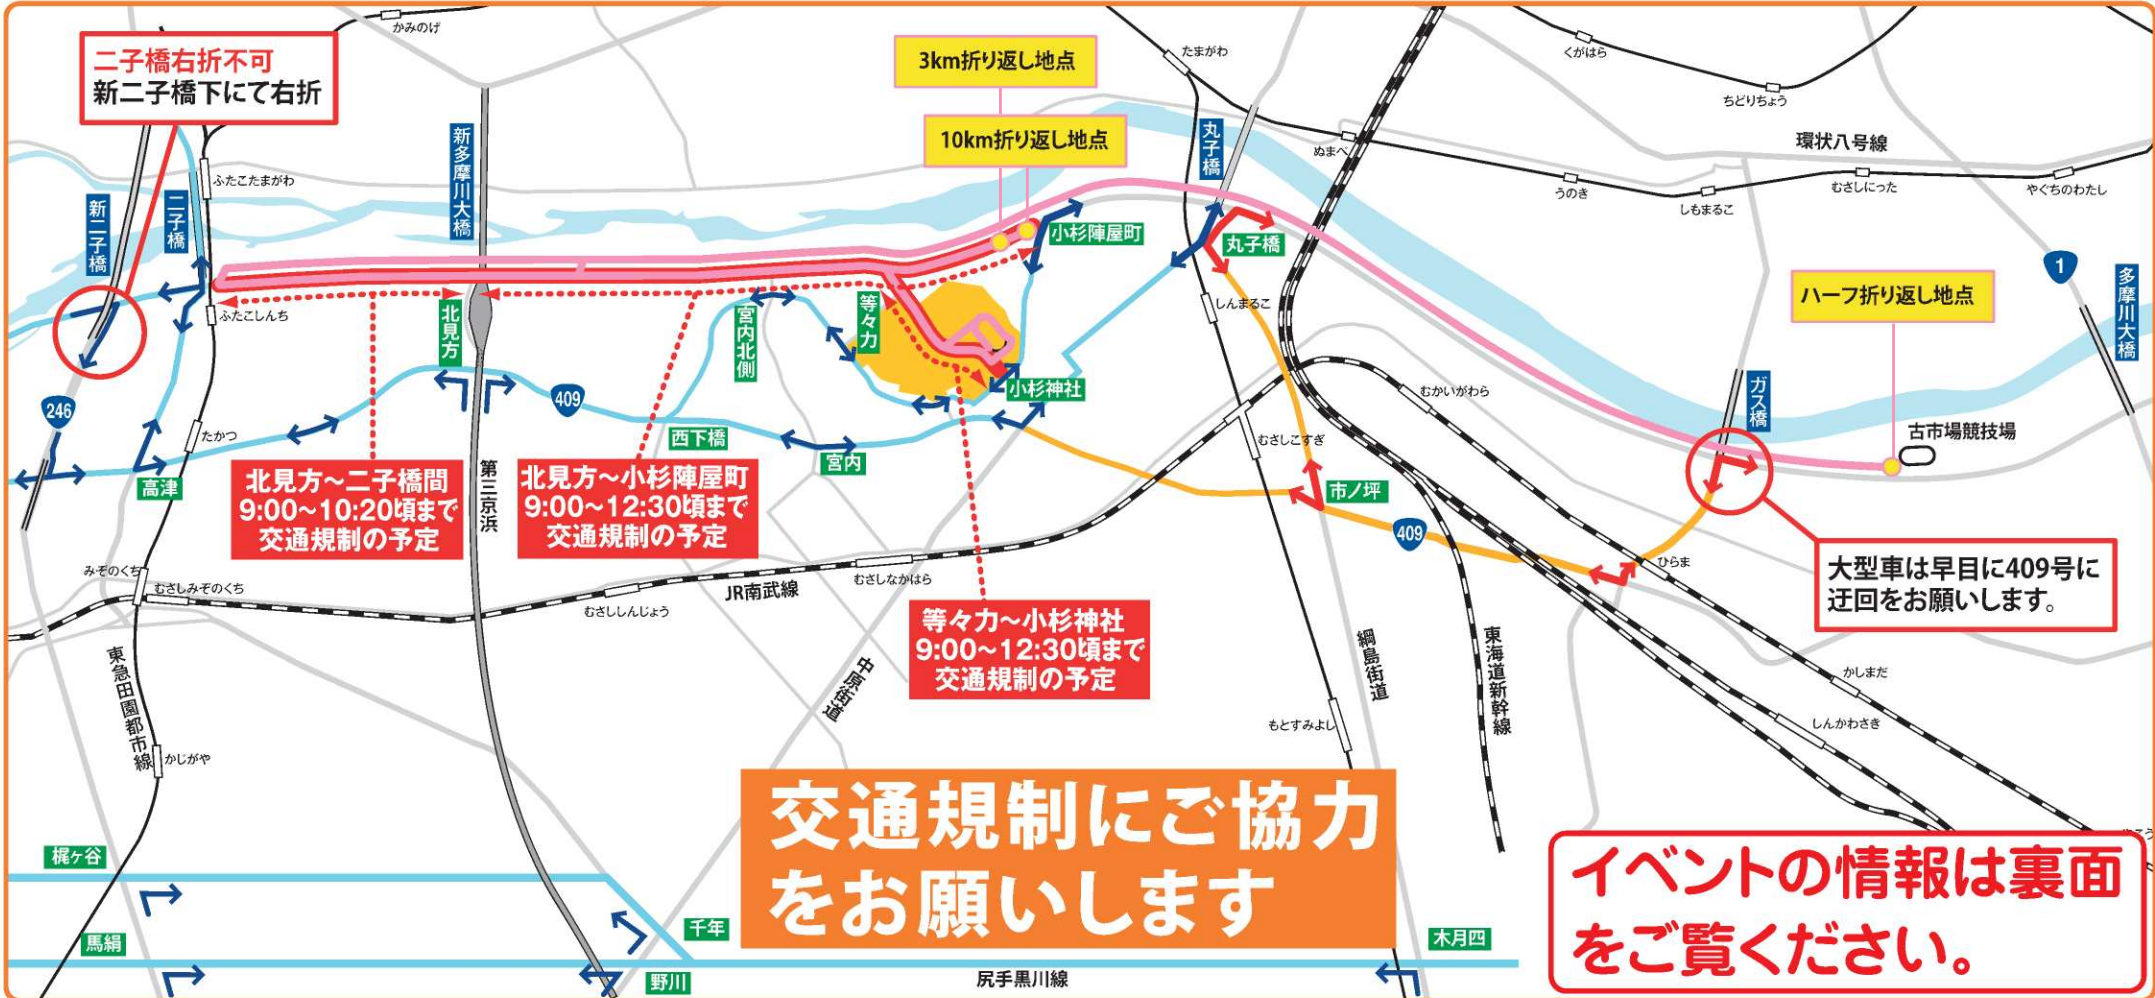 かみのげ
二子橋右折不可
新二子橋下にて右折
3km折り返し地点
10km折り返し地点
たまがわ
くがはら
ちどりちょう
環状八号線
ぬまべ
うのき
しもまるこ
むさしにった
やぐちのわたし
新多摩川大橋
丸子橋
ふたこたまがわ
新二子橋
二子橋
小杉陣屋町
丸子橋
1
多摩川大橋
ハーフ折り返し地点
ふたこしんち
北見方
宮内北側
等々力
しんまるこ
小杉神社
ガス橋
246
409
むかいがわら
古市場競技場
たかつ
西下橋
宮内
むさしこすぎ
高津
第三京浜
北見方〜二子橋間
9:00〜10:20頃まで
交通規制の予定
北見方〜小杉陣屋町
9:00〜12:30頃まで
交通規制の予定
市ノ坪
409
ひらま
大型車は早目に409号に
迂回をお願いします。
みぞのくち
むさしみぞのくち
むさししんじょう
JR南武線
むさしなかはら
等々力〜小杉神社
9:00〜12:30頃まで
交通規制の予定
東急田園都市線
中原街道
綱島街道
東海道新幹線
かしまだ
しんかわさき
もとすみよし
かじがや
交通規制にご協力
をお願いします
イベントの情報は裏面
をご覧ください。
梶ヶ谷
馬絹
千年
野川
尻手黒川線
木月四